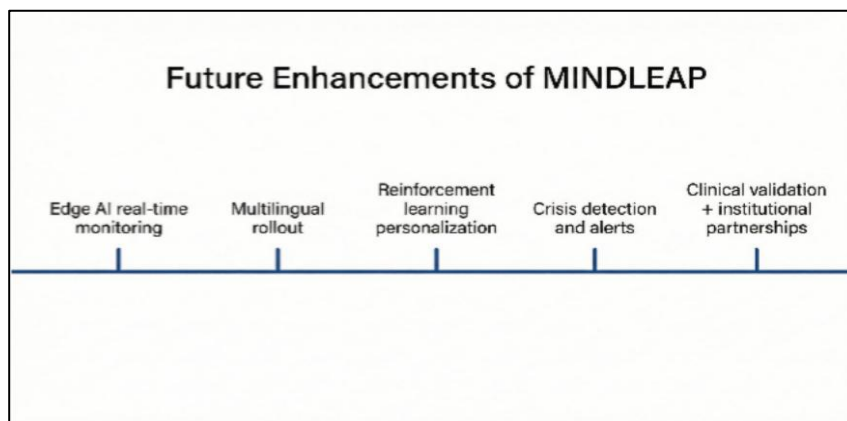 Future Enhancements of MINDLEAP
Edge AI real-time
monitoring
Multilingual
rollout
Reinforcement
learning
personalization
Crisis detection
and alerts
Clinical validation
+ institutional
partnerships